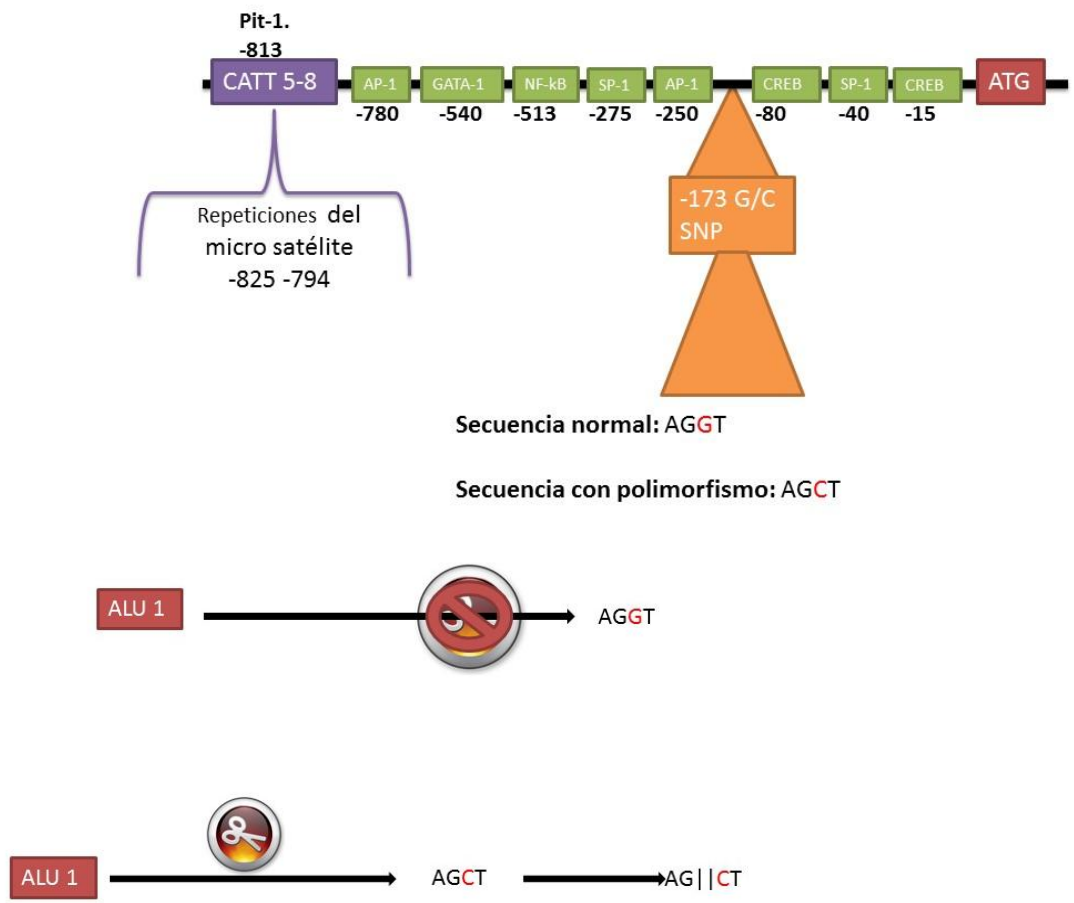 Pit-1.
-813
CATT 5-8
AP-1
GATA-1
NF-kB
SP-1
AP-1
CREB
SP-1
CREB
ATG
-780
-540
-513
-275
-250
-80
-40
-15
-173 G/C
SNP
Repeticiones del
micro satélite
-825 -794
Secuencia normal: AGGT
Secuencia con polimorfismo: AGCT
ALU 1
AGGT
ALU 1
AGCT
AG||CT